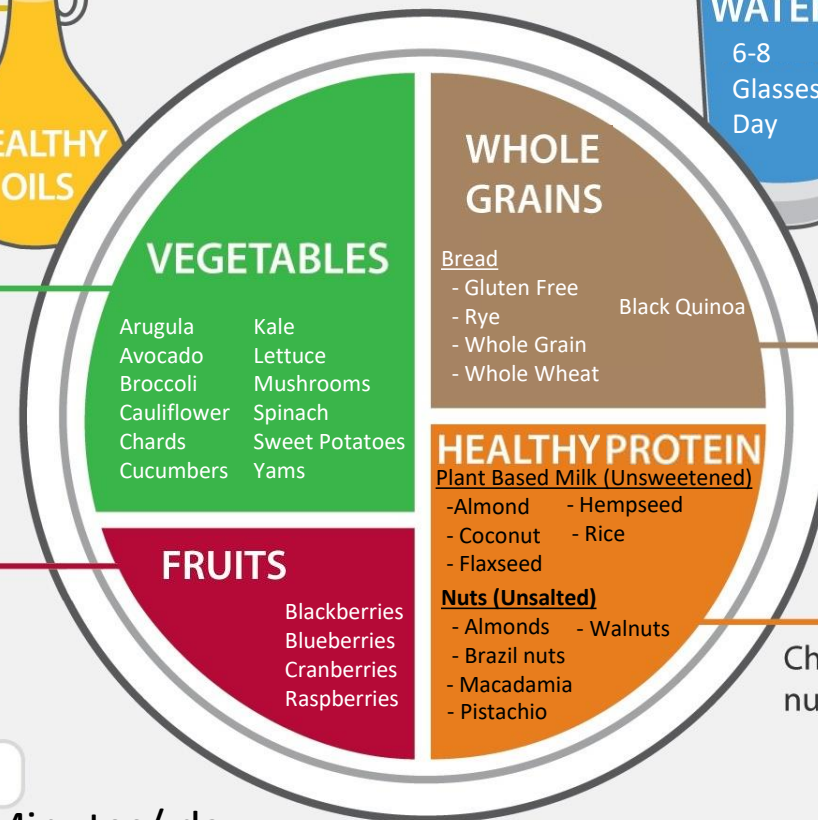 EALTHY
OILS
WATE
6-8
Glasses
Day
VEGETABLES
Arugula
Avocado
Broccoli
Cauliflower
Chards
Cucumbers
Kale
Lettuce
Mushrooms
Spinach
Sweet Potatoes
Yams
WHOLE
GRAINS
Bread
- Gluten Free
- Rye
- Whole Grain
- Whole Wheat
Black Quinoa
FRUITS
Blackberries
Blueberries
Cranberries
Raspberries
HEALTHY PROTEIN
Plant Based Milk (Unsweetened)
-Almond
- Coconut
- Flaxseed
- Hempseed
- Rice
Nuts (Unsalted)
- Almonds
- Brazil nuts
- Macadamia
- Pistachio
- Walnuts
Ch
nu